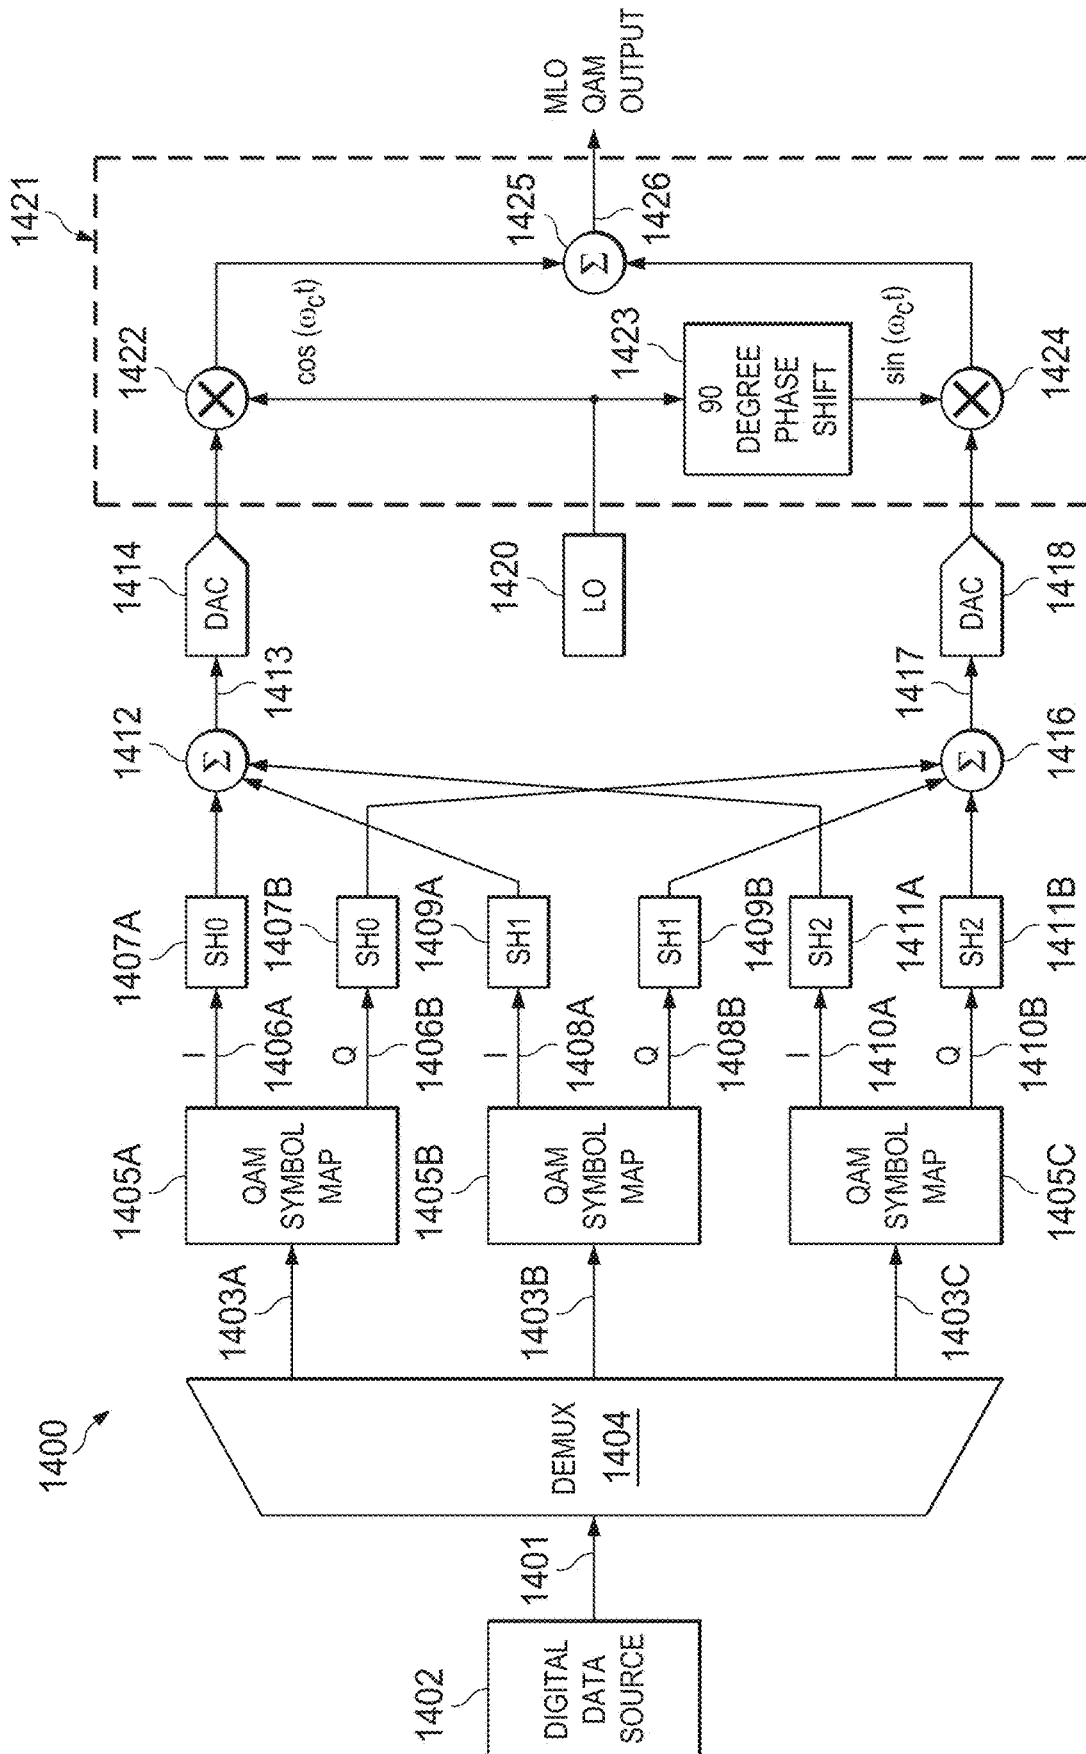 1400
1402
DIGITAL
DATA
SOURCE
1401
DEMUX
1404
1403A
1403B
1403C
1405A
QAM
SYMBOL
MAP
1405B
QAM
SYMBOL
MAP
QAM
SYMBOL
MAP
1405C
I
1406A
Q
1406B
I
1408A
Q
1408B
I
1410A
Q
1410B
1407A
SH0
1407B
SH0
1409A
SH1
SH1
1409B
SH2
1411A
SH2
1411B
1412
Σ
1413
Σ
1416
1417
1414
DAC
1420
LO
DAC
1418
1421
1422
cos (ωCt)
1423
90
DEGREE
PHASE
SHIFT
sin (ωCt)
1424
1425
Σ
1426
MLO
QAM
OUTPUT